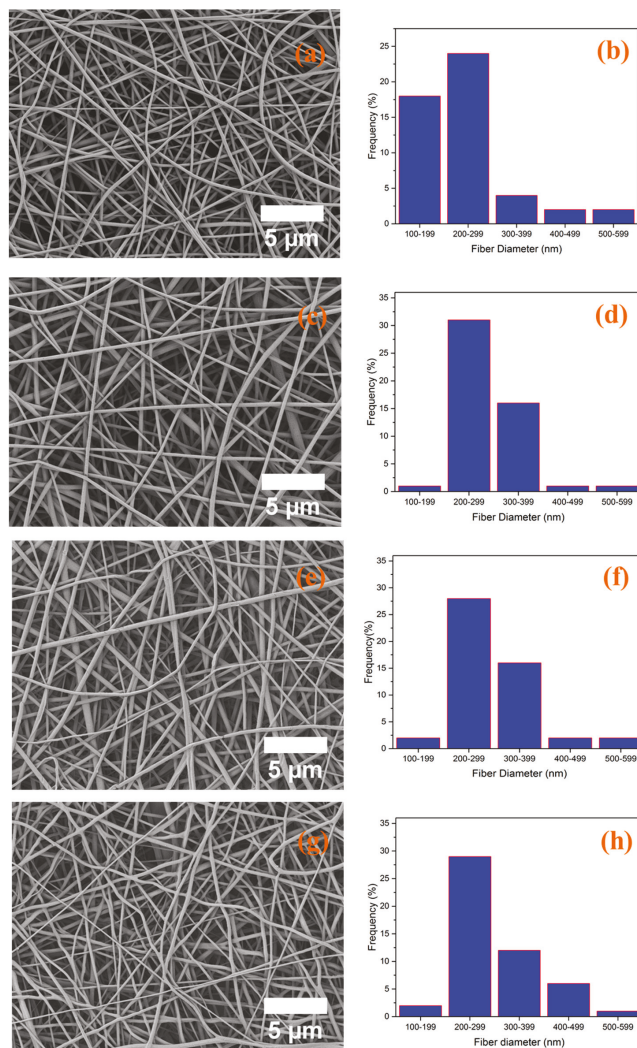 (a)
5 µm
(b)
Frequency (%)
25
20
15
10
5
0
100-199 200-299 300-399 400-499 500-599
Fiber Diameter (nm)
(c)
5 µm
(d)
Frequency (%)
35
30
25
20
15
10
5
0
100-199 200-299 300-399 400-499 500-599
Fiber Diameter (nm)
(e)
5 µm
(f)
Frequency(%)
35
30
25
20
15
10
5
0
100-199 200-299 300-399 400-499 500-599
Fiber Diameter (nm)
(g)
5 µm
(h)
Frequency (%)
35
30
25
20
15
10
5
0
100-199 200-299 300-399 400-499 500-599
Fiber diameter (nm)